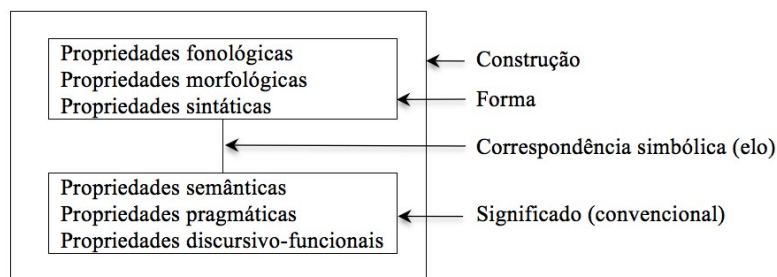 Propriedades fonológicas
Propriedades morfológicas
Propriedades sintáticas
Construção
Forma
Correspondência simbólica (elo)
Propriedades semânticas
Propriedades pragmáticas
Propriedades discursivo-funcionais
Significado (convencional)